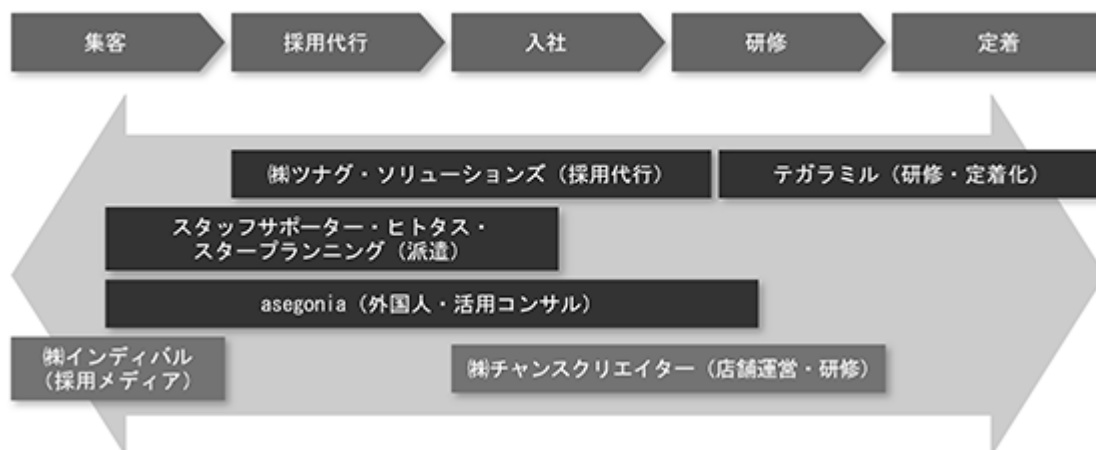 集客
採用代行
入社
研修
定着
㈱ツナグ・ソリューションズ（採用代行）
テガラミル（研修・定着化）
スタッフサポーター・ヒトタス・
スタープランニング（派遣）
asegonia（外国人・活用コンサル）
㈱インディバル
（採用メディア）
㈱チャンスクリエイター（店舗運営・研修）